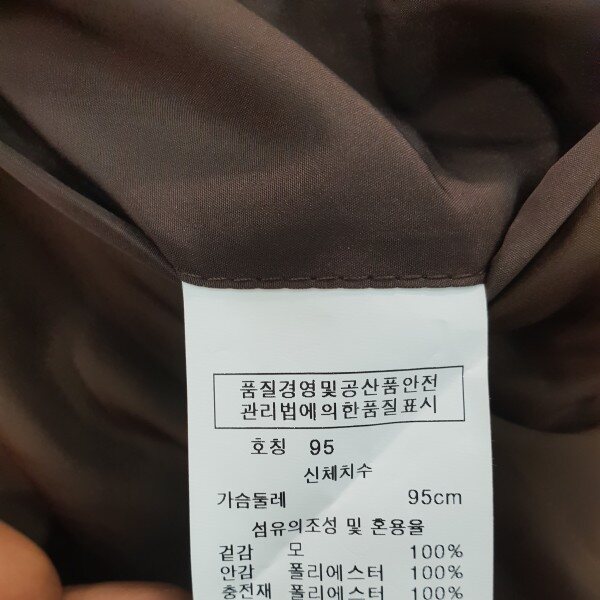 품질경영및공산품안전
관리법에의한품질표시
호칭 95
신체치수
가슴둘레 95cm
섬유의조성 및 혼용율
겉감 모 100%
안감 폴리에스터 100%
충전재 폴리에스터 100%